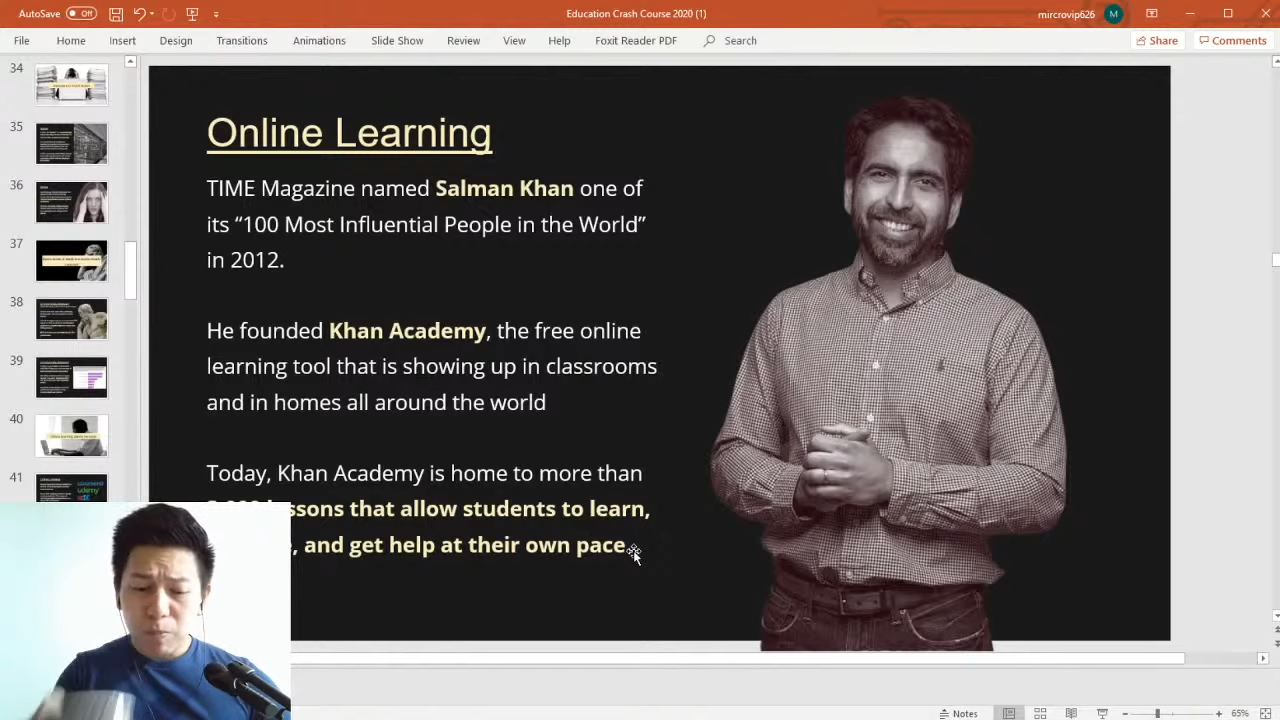 AutoSave Off
Education Crash Course 2020 (1)
mircrovip626 M
File Home Insert Design Transitions Animations Slide Show Review View Help Foxit Reader PDF Search
Share Comments
34
35
36
37
38
39
40
41
Online Learning
TIME Magazine named Salman Khan one of
its “100 Most Influential People in the World”
in 2012.
He founded Khan Academy, the free online
learning tool that is showing up in classrooms
and in homes all around the world
Today, Khan Academy is home to more than
that allow students to learn,
and get help at their own pace.
Notes
65%